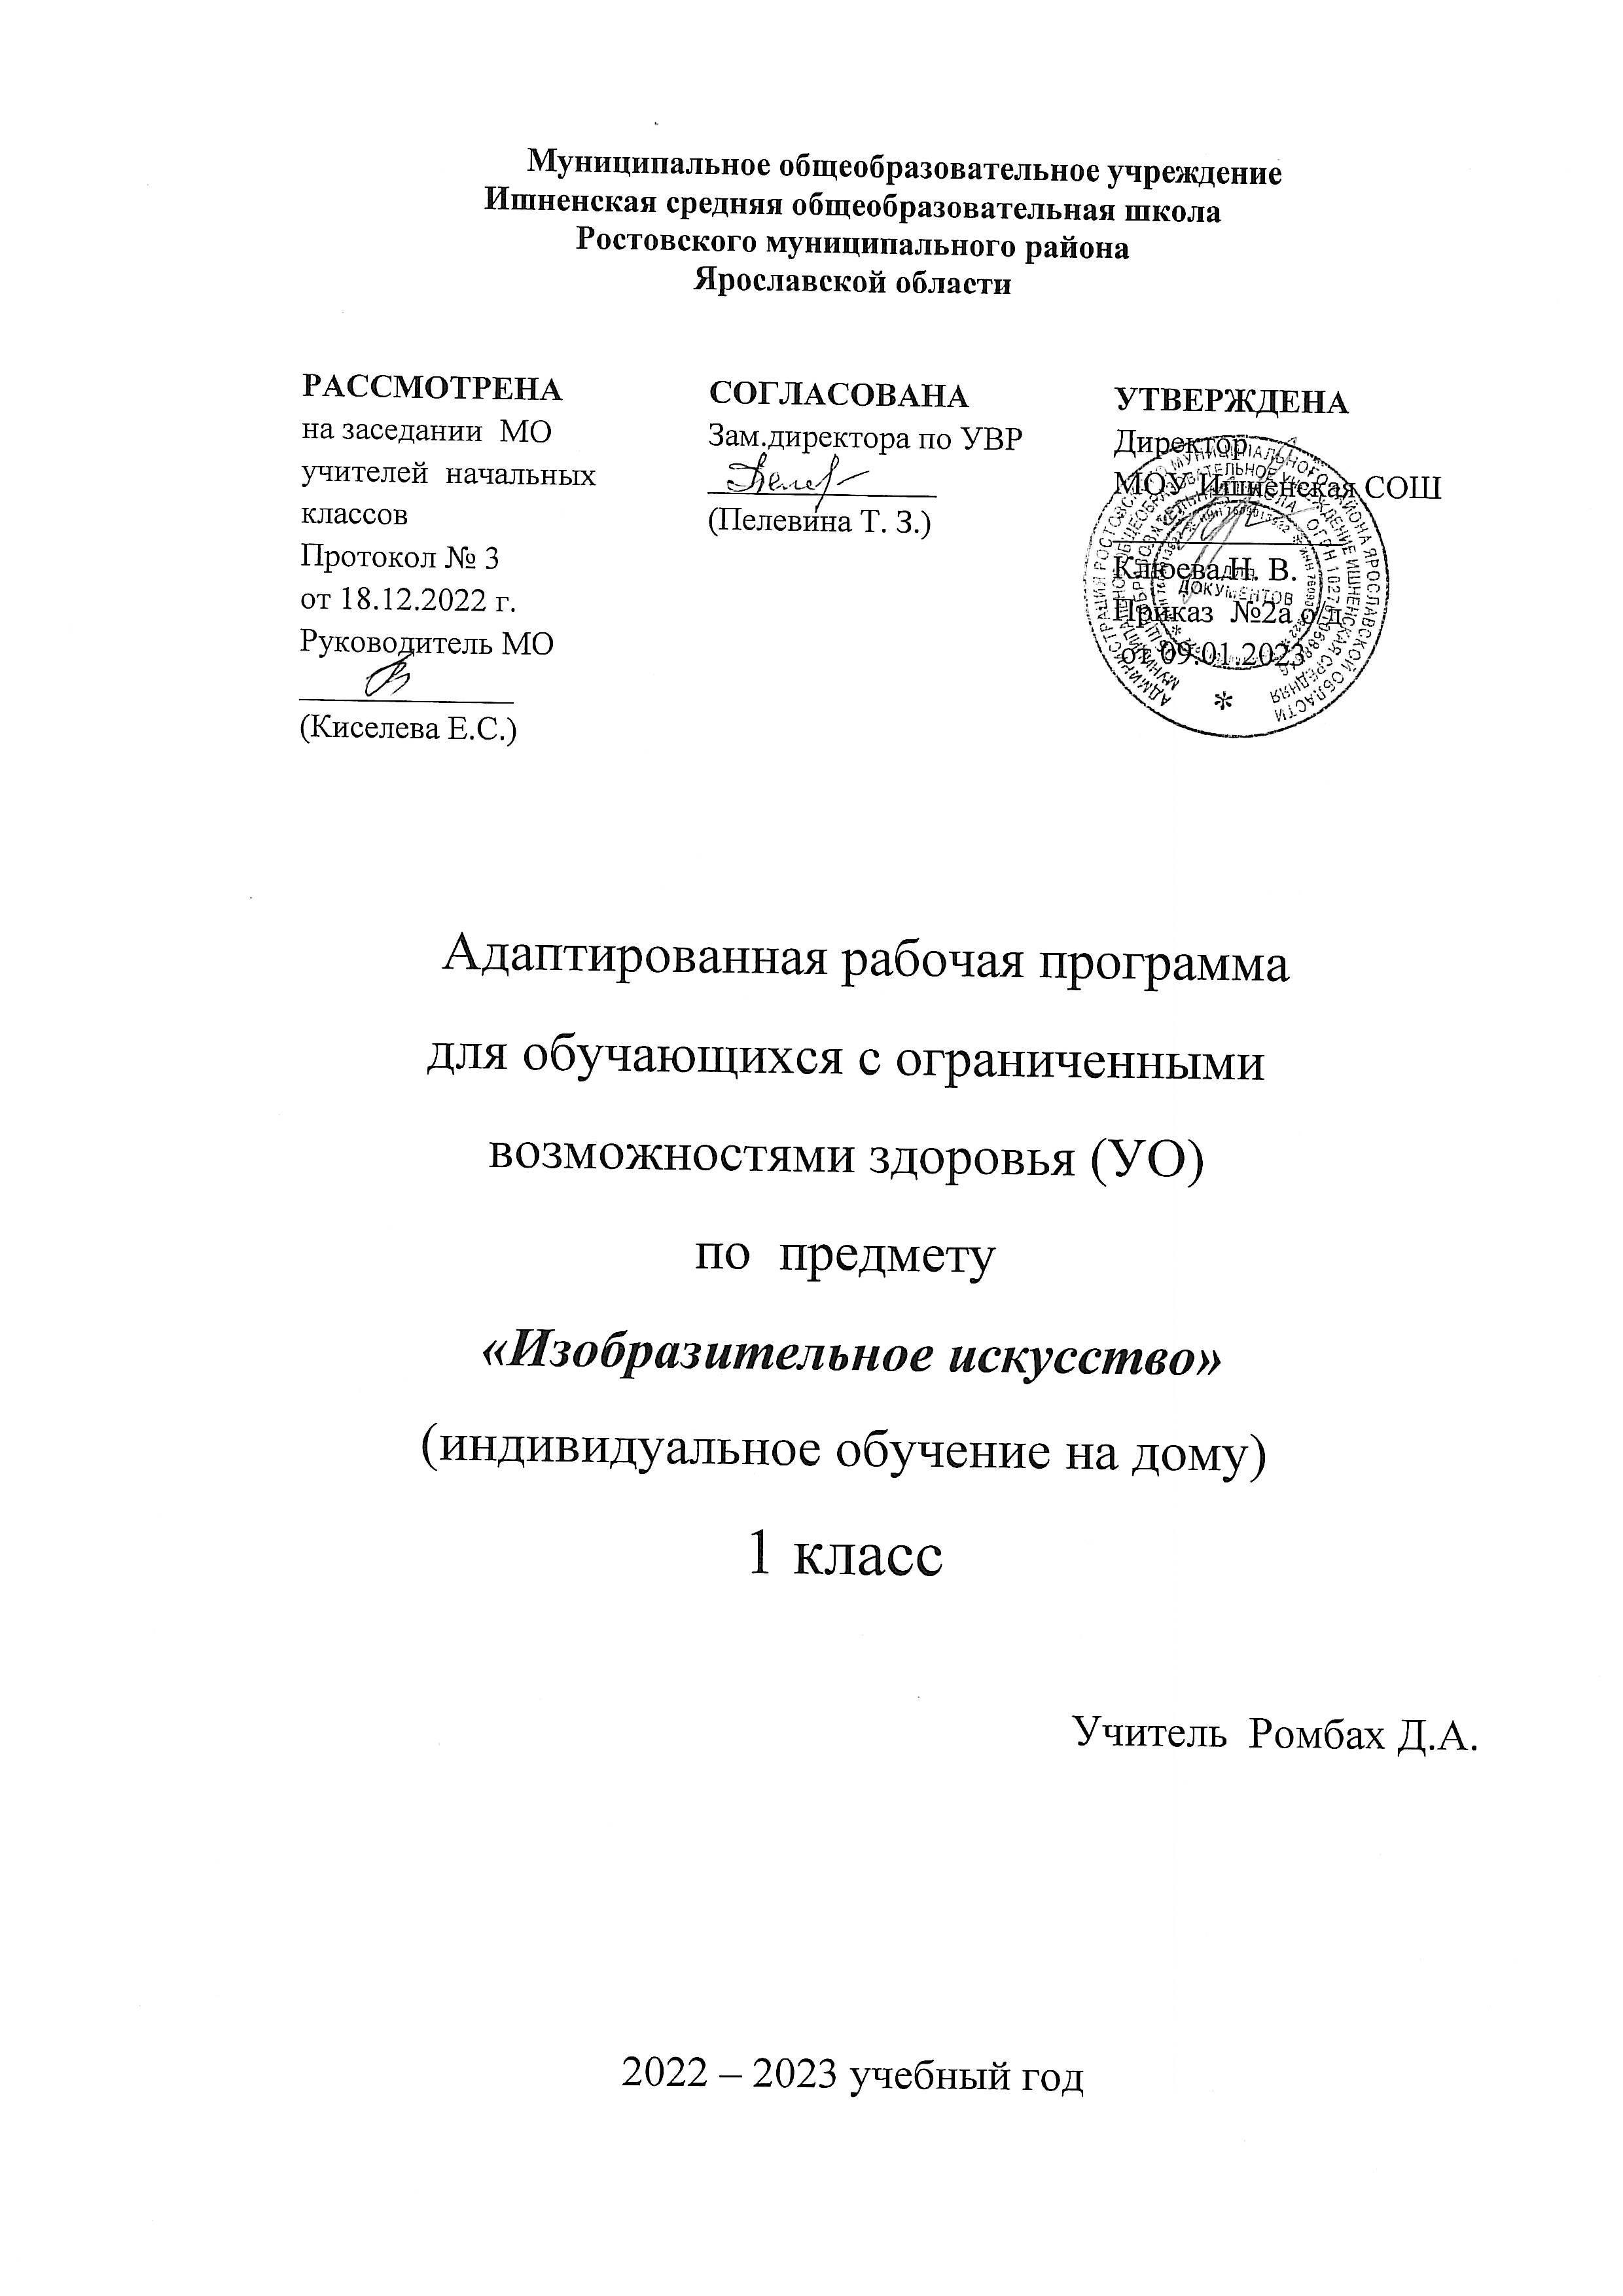 Муниципальное общеобразовательное учреждение
Ишненская средняя общеобразовательная школа
Ростовского муниципального района
Ярославской области
РАССМОТРЕНА
на заседании МО
учителей начальных
классов
Протокол № 3
от 18.12.2022 г.
Руководитель МО
(Киселева Е.С.)
СОГЛАСОВАНА
Зам.директора по УВР
(Пелевина Т. З.)
УТВЕРЖДЕНА
Директор
МОУ Ишненская СОШ
Клюева Н. В.
Приказ №2а о/д
от 09.01.2023
ДЛЯ
ДОКУМЕНТОВ
Адаптированная рабочая программа
для обучающихся с ограниченными
возможностями здоровья (УО)
по предмету
«Изобразительное искусство»
(индивидуальное обучение на дому)
1 класс
Учитель Ромбах Д.А.
2022 – 2023 учебный год